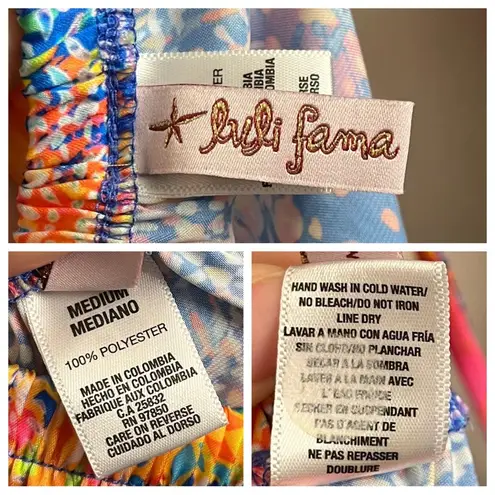 luli fama
MEDIUM
MEDIANO
100% POLYESTER
MADE IN COLOMBIA
HECHO EN COLOMBIA
FABRIQUE AUX COLOMBIA
CA 25832
RN 97850
CARE ON REVERSE
CUIDADO AL DORSO
HAND WASH IN COLD WATER/
NO BLEACH/DO NOT IRON
LINE DRY
LAVAR A MANO CON AGUA FRÍA
SIN CLORO/NO PLANCHAR
SECAR A LA SOMBRA
LAVER A LA MAIN AVEC
L'EAU FROIDE
SECHER EN SUSPENDANT
PAS D'AGENT DE
BLANCHIMENT
NE PAS REPASSER
DOUBLURE